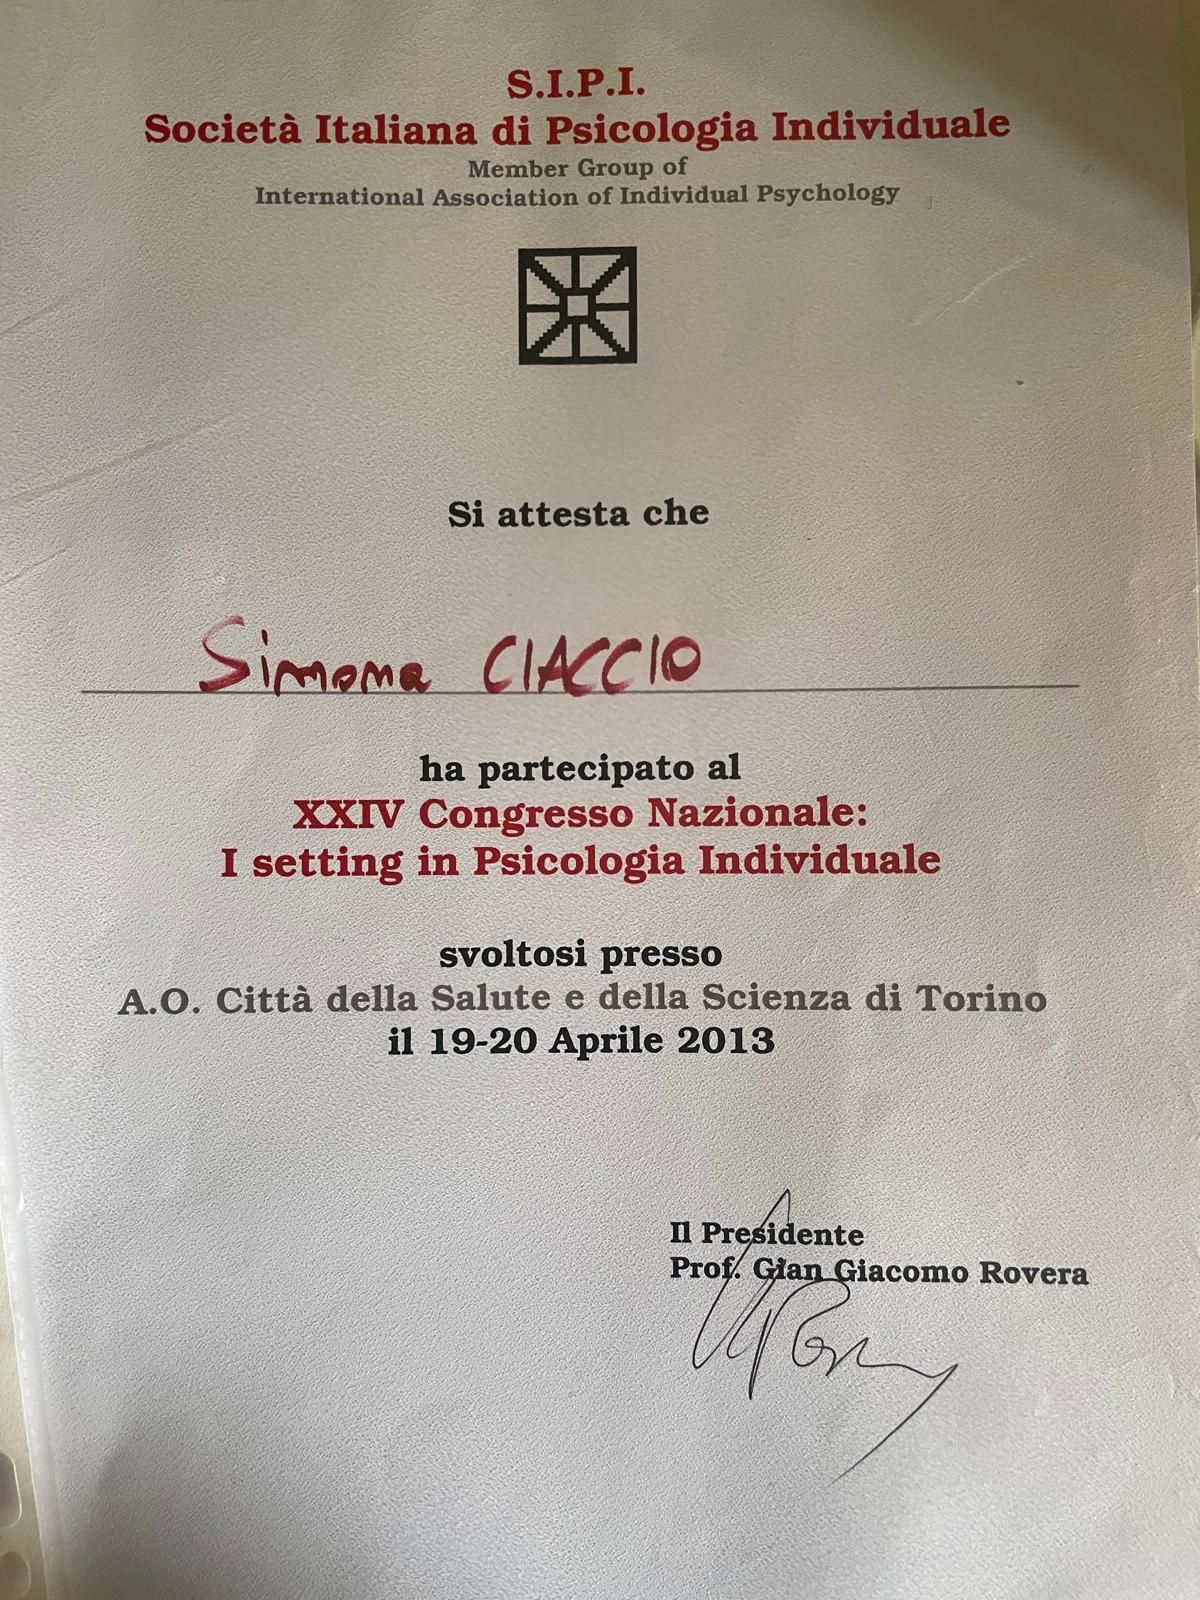 S.I.P.I.
Società Italiana di Psicologia Individuale
Member Group of
International Association of Individual Psychology
Si attesta che
Simona CIACCIO
ha partecipato al
XXIV Congresso Nazionale:
I setting in Psicologia Individuale
svoltosi presso
A.O. Città della Salute e della Scienza di Torino
il 19-20 Aprile 2013
Il Presidente
Prof. Gian Giacomo Rovera